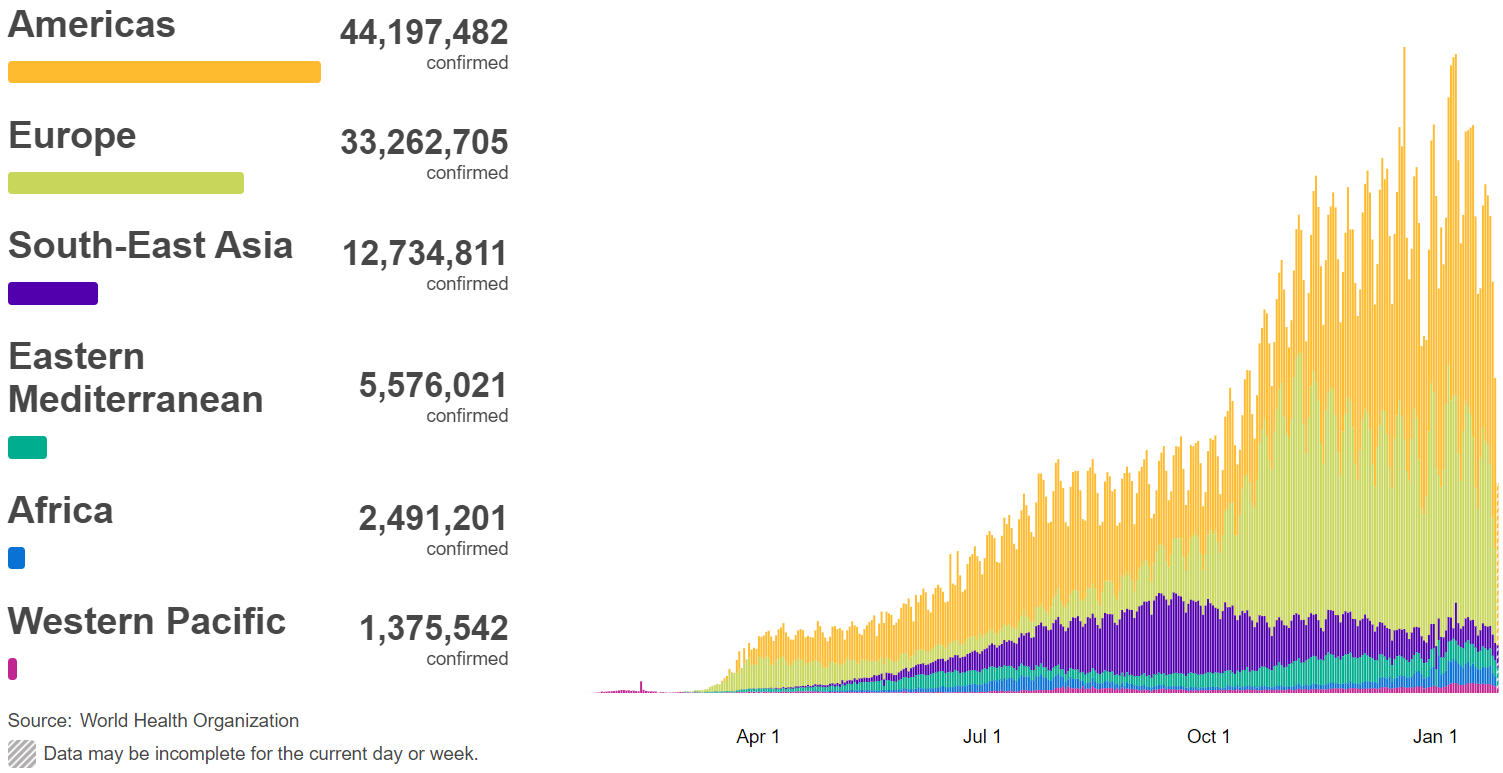 Americas
44,197,482
confirmed
Europe
33,262,705
confirmed
South-East Asia
12,734,811
confirmed
Eastern
Mediterranean
5,576,021
confirmed
Africa
2,491,201
confirmed
Western Pacific
1,375,542
confirmed
Source: World Health Organization
Data may be incomplete for the current day or week.
Apr 1
Jul 1
Oct 1
Jan 1